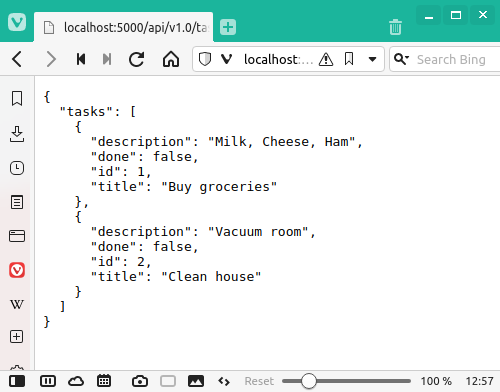 localhost:5000/api/v1.0/ta
localhost:...
Search Bing
{
  "tasks": [
    {
      "description": "Milk, Cheese, Ham",
      "done": false,
      "id": 1,
      "title": "Buy groceries"
    },
    {
      "description": "Vacuum room",
      "done": false,
      "id": 2,
      "title": "Clean house"
    }
  ]
}
W
Reset
100 %
12:57